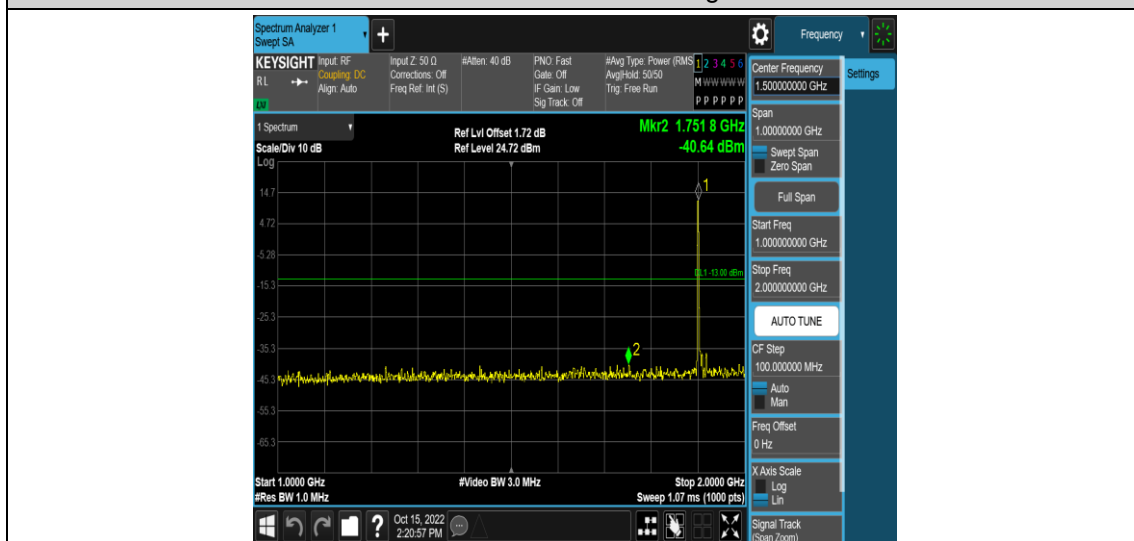 Spectrum Analyzer 1
Swept SA
+
Frequency
KEYSIGHT
RL
LXI
Input: RF
Coupling: DC
Align: Auto
Input Z: 50 Ω
Corrections: Off
Freq Ref: Int (S)
#Atten: 40 dB
PNO: Fast
Gate: Off
IF Gain: Low
Sig Track: Off
#Avg Type: Power (RMS
Avg|Hold: 50/50
Trig: Free Run
1 2 3 4 5 6
M W W W W W
P P P P P P
1 Spectrum
Scale/Div 10 dB
Log
Ref Lvl Offset 1.72 dB
Ref Level 24.72 dBm
Mkr2 1.751 8 GHz
-40.64 dBm
14.7
4.72
-5.28
-15.3
-25.3
-35.3
-45.3
-55.3
-65.3
1
DL1 -13.00 dBm
2
Start 1.0000 GHz
#Res BW 1.0 MHz
#Video BW 3.0 MHz
Stop 2.0000 GHz
Sweep 1.07 ms (1000 pts)
?
Oct 15, 2022
2:20:57 PM
Center Frequency
1.500000000 GHz
Settings
Span
1.00000000 GHz
Swept Span
Zero Span
Full Span
Start Freq
1.000000000 GHz
Stop Freq
2.000000000 GHz
AUTO TUNE
CF Step
100.000000 MHz
Auto
Man
Freq Offset
0 Hz
X Axis Scale
Log
Lin
Signal Track
(Span Zoom)